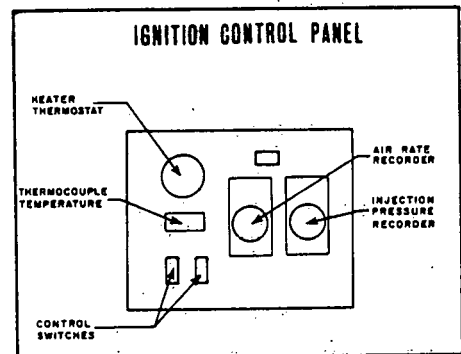 IGNITION CONTROL PANEL
HEATER
THERMOSTAT
AIR RATE
RECORDER
THERMOCOUPLE
TEMPERATURE
INJECTION
PRESSURE
RECORDER
CONTROL
SWITCHES